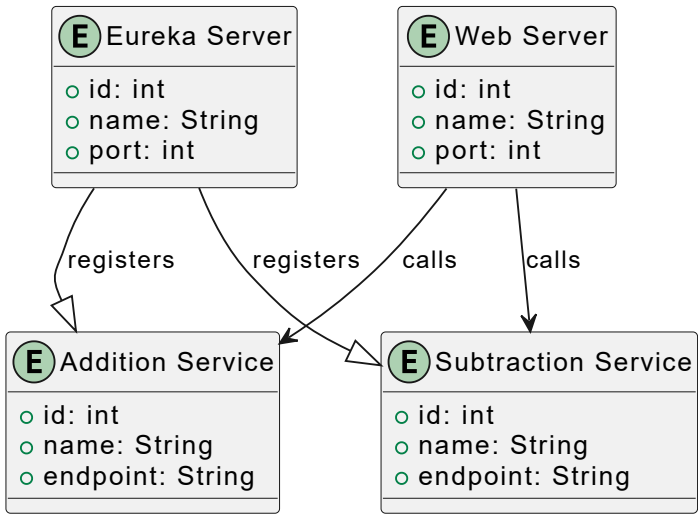 E Eureka Server
id: int
name: String
port: int
E Web Server
id: int
name: String
port: int
registers
registers
calls
calls
E Addition Service
id: int
name: String
endpoint: String
E Subtraction Service
id: int
name: String
endpoint: String